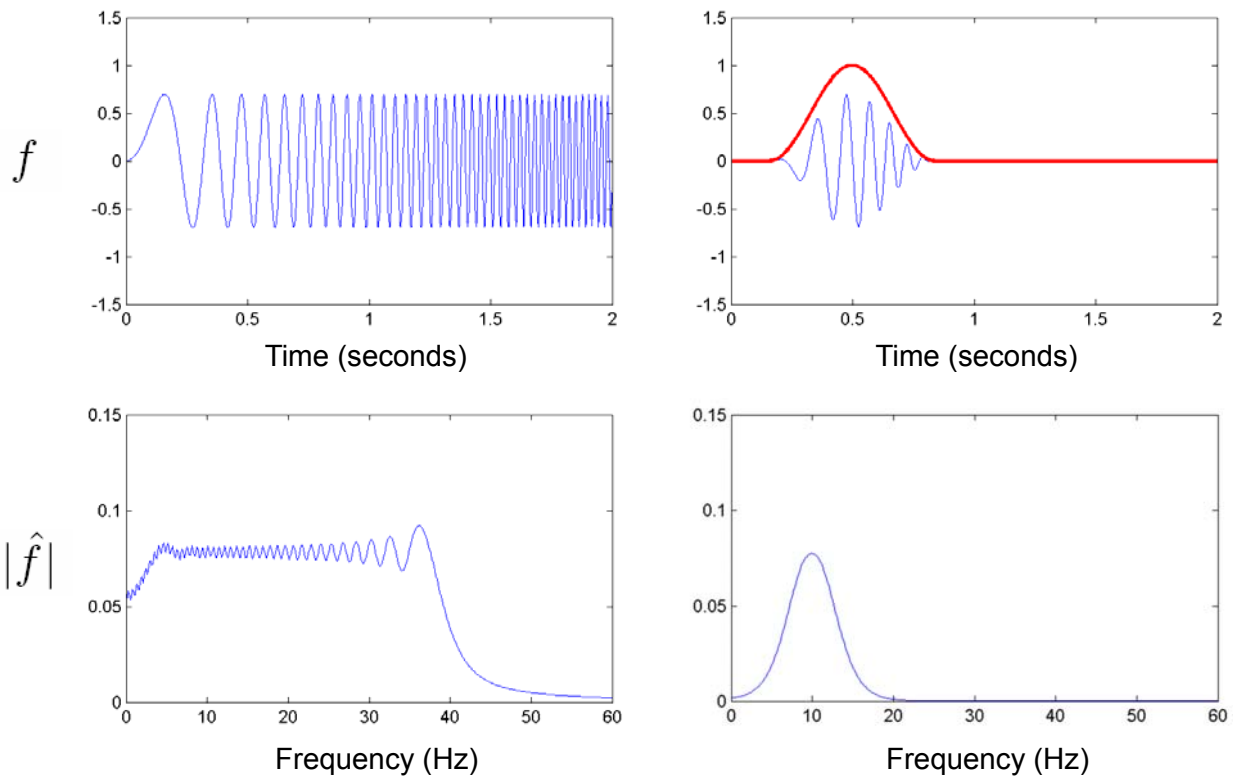 1.5 1.5
1 1
0.5 0.5
f 0 0
-0.5 -0.5
-1 -1
-1.5 -1.5
0 0.5 1 1.5 2 0 0.5 1 1.5 2
Time (seconds) Time (seconds)
0.15 0.15
0.1 0.1
|f̂| 0.05 0.05
0 0
0 10 20 30 40 50 60 0 10 20 30 40 50 60
Frequency (Hz) Frequency (Hz)